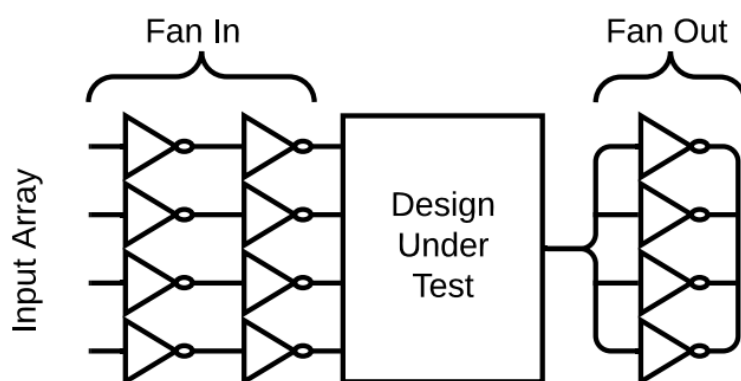 Fan In
Fan Out
Input Array
Design
Under
Test